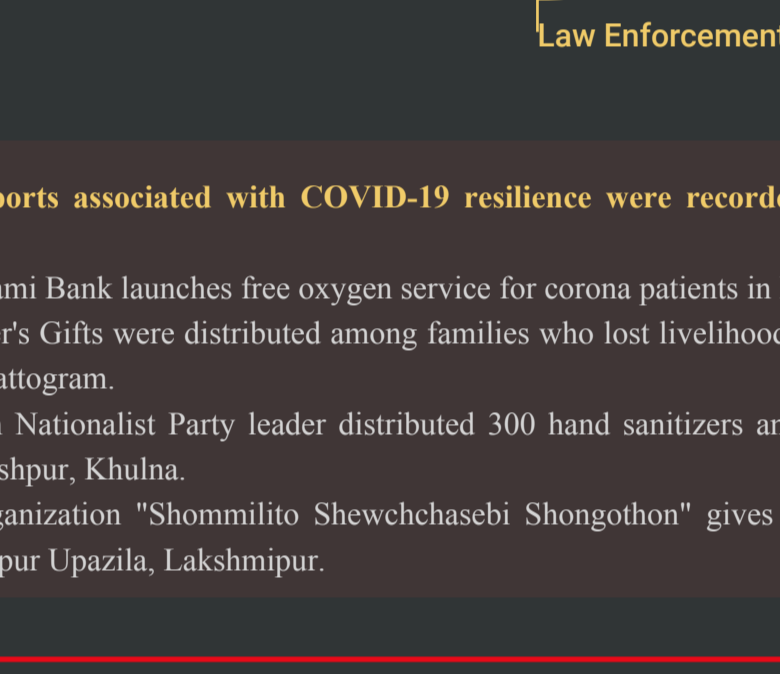 Law Enforcement
ports associated with COVID-19 resilience were recorde
ami Bank launches free oxygen service for corona patients in
r's Gifts were distributed among families who lost livelihood
attogram.
Nationalist Party leader distributed 300 hand sanitizers an
shpur, Khulna.
ganization "Shommilito Shewchchasebi Shongothon" gives
pur Upazila, Lakshmipur.